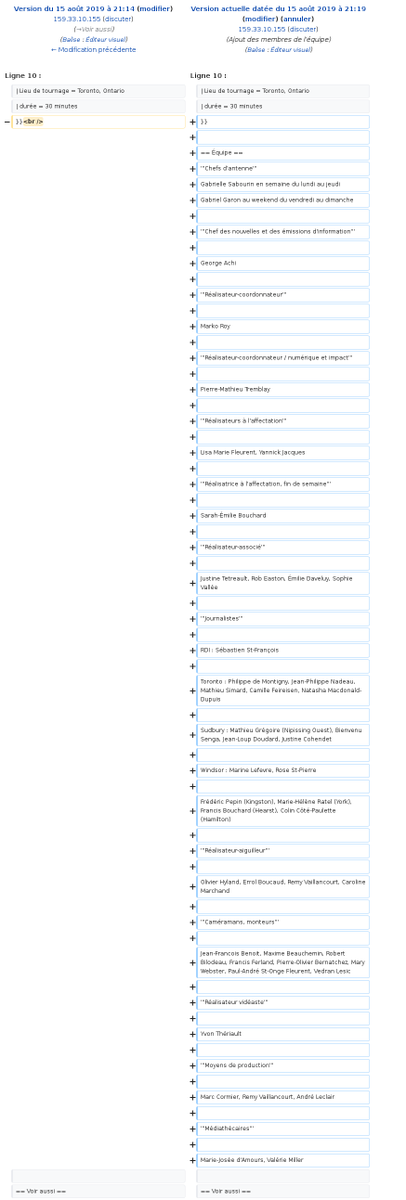 Version du 15 août 2019 à 21:14 (modifier)
159.33.10.155 (discuter)
(→Voir aussi)
(Balise : Éditeur visuel)
← Modification précédente
Version actuelle datée du 15 août 2019 à 21:19
(modifier) (annuler)
159.33.10.155 (discuter)
(Ajout des membres de l'équipe)
(Balise : Éditeur visuel)
Ligne 10 :
Ligne 10 :
| Lieu de tournage = Toronto, Ontario
| Lieu de tournage = Toronto, Ontario
| durée = 30 minutes
| durée = 30 minutes
− }}<br />
+ }}
+
+ == Équipe ==
+ '''Chefs d'antenne'''
+ Gabrielle Sabourin en semaine du lundi au jeudi
+ Gabriel Garon au weekend du vendredi au dimanche
+
+ '''Chef des nouvelles et des émissions d'information'''
+
+ George Achi
+
+ '''Réalisateur-coordonnateur'''
+
+ Marko Roy
+
+ '''Réalisateur-coordonnateur / numérique et impact'''
+
+ Pierre-Mathieu Tremblay
+
+ '''Réalisateurs à l'affectation'''
+
+ Lisa Marie Fleurent, Yannick Jacques
+
+ '''Réalisatrice à l'affectation, fin de semaine'''
+
+ Sarah-Émilie Bouchard
+
+ '''Réalisateur-associé'''
+
+ Justine Tetreault, Rob Easton, Émilie Daveluy, Sophie
Vallée
+
+ '''Journalistes'''
+
+ RDI : Sébastien St-François
+
+ Toronto : Philippe de Montigny, Jean-Philippe Nadeau,
Mathieu Simard, Camille Feireisen, Natasha Macdonald-
Dupuis
+
+ Sudbury : Mathieu Grégoire (Nipissing Ouest), Bienvenu
Senga, Jean-Loup Doudard, Justine Cohendet
+
+ Windsor : Marine Lefevre, Rose St-Pierre
+
+ Frédéric Pepin (Kingston), Marie-Hélène Ratel (York),
Francis Bouchard (Hearst), Colin Côté-Paulette
(Hamilton)
+
+ '''Réalisateur-aiguilleur'''
+
+ Olivier Hyland, Errol Boucaud, Remy Vaillancourt, Caroline
Marchand
+
+ '''Caméramans, monteurs'''
+
+ Jean-Francois Benoit, Maxime Beauchemin, Robert
Bilodeau, Francis Ferland, Pierre-Olivier Bernatchez, Mary
Webster, Paul-André St-Onge Fleurent, Vedran Lesic
+
+ '''Réalisateur vidéaste'''
+
+ Yvon Thériault
+
+ '''Moyens de production'''
+
+ Marc Cormier, Remy Vaillancourt, André Leclair
+
+ '''Médiathécaires'''
+
+ Marie-Josée d'Amours, Valérie Miller
== Voir aussi ==
== Voir aussi ==